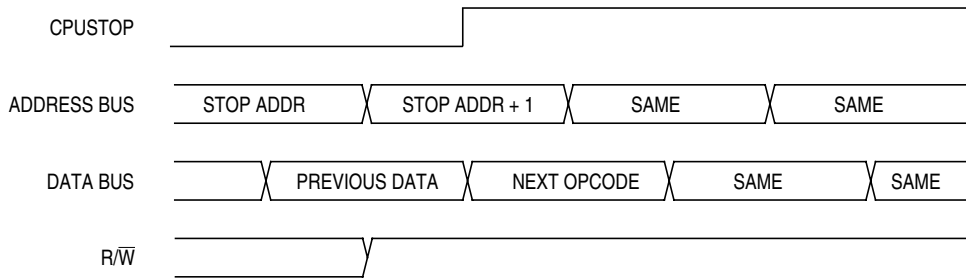 CPUSTOP
ADDRESS BUS STOP ADDR STOP ADDR + 1 SAME SAME
DATA BUS PREVIOUS DATA NEXT OPCODE SAME SAME
R/W̅